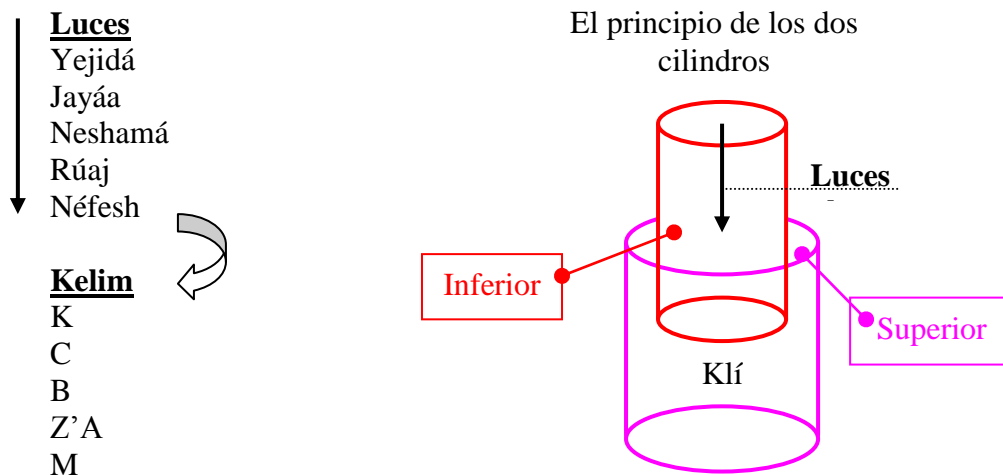 Luces
Yejidá
Jayáa
Neshamá
Rúaj
Néfesh
Kelim
K
C
B
Z’A
M
El principio de los dos
cilindros
Luces
Inferior
Superior
Klí